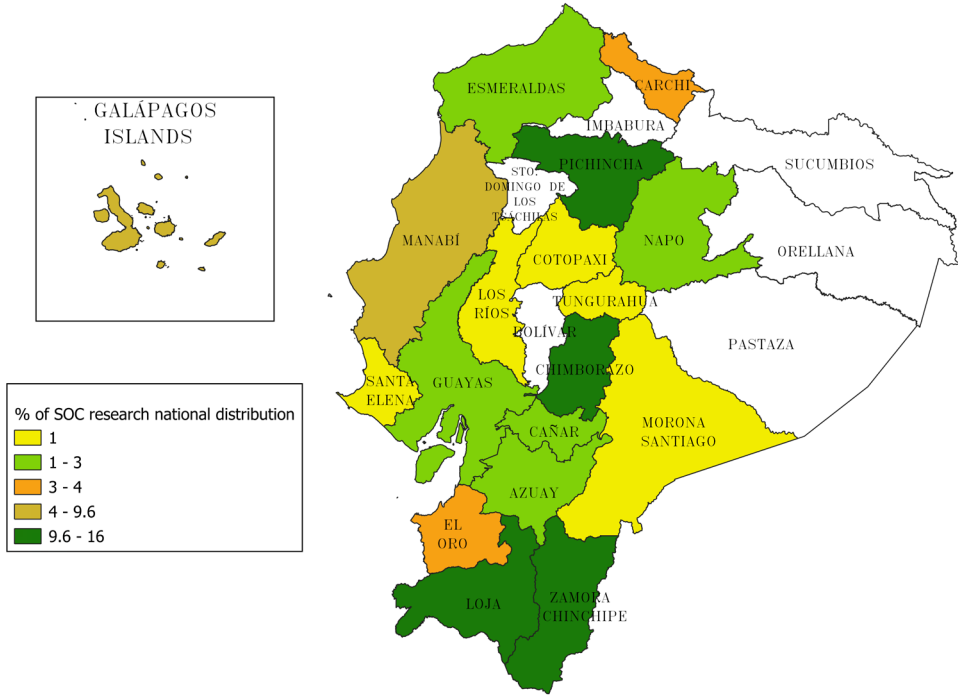 GALÁPAGOS
ISLANDS
ESMERALDAS
CARCHI
IMBABURA
PICHINCHA
SUCUMBIOS
STO.
DOMINGO DE
LOS
TSÁCHILAS
MANABÍ
NAPO
ORELLANA
COTOPAXI
LOS
RÍOS
TUNGURAHUA
BOLÍVAR
PASTAZA
CHIMBORAZO
SANTA
ELENA
GUAYAS
MORONA
SANTIAGO
CAÑAR
AZUAY
EL
ORO
LOJA
ZAMORA
CHINCHIPE
% of SOC research national distribution
1
1 - 3
3 - 4
4 - 9.6
9.6 - 16